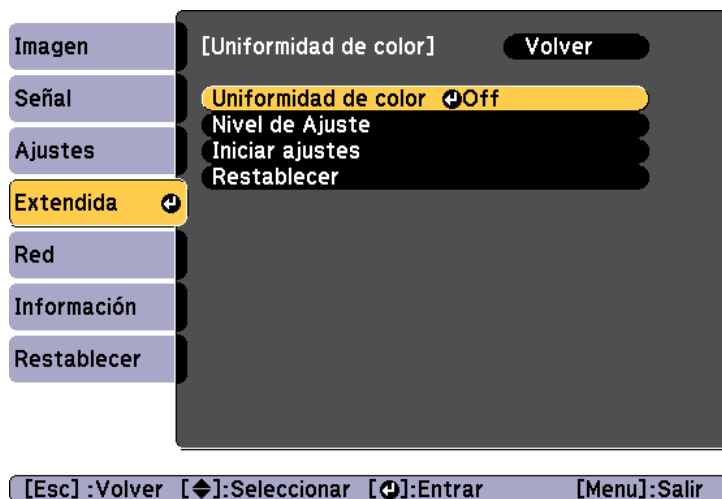 Imagen
Señal
Ajustes
Extendida
Red
Información
Restablecer
[Uniformidad de color] Volver
Uniformidad de color Off
Nivel de Ajuste
Iniciar ajustes
Restablecer
[Esc] :Volver [◆]:Seleccionar [↵]:Entrar [Menu]:Salir